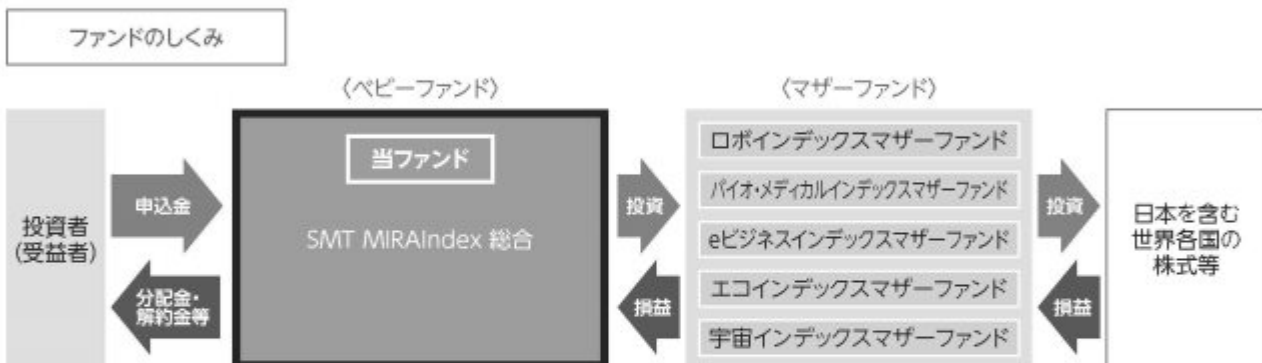 ファンドのしくみ
〈ベビーファンド〉
〈マザーファンド〉
投資者
(受益者)
申込金
分配金・
解約金等
当ファンド
SMT MIRAIndex 総合
投資
損益
ロボインデックスマザーファンド
バイオ・メディカルインデックスマザーファンド
eビジネスインデックスマザーファンド
エコインデックスマザーファンド
宇宙インデックスマザーファンド
投資
損益
日本を含む
世界各国の
株式等